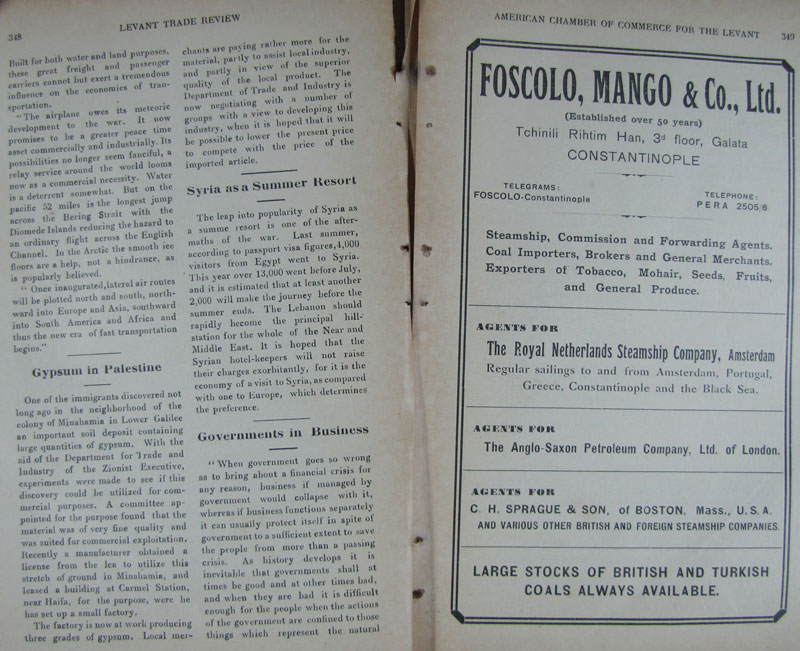 348
LEVANT TRADE REVIEW
Built for both water and land purposes,
these great freight and passenger
carriers cannot but exert a tremendous
influence on the economics of tran-
sportation.
"The airplane owes its meteoric
development to the war. It now
promises to be a greater peace time
asset commercially and industrially. Its
possibilities no longer seem fanciful, a
relay service around the world looms
now as a commercial necessity. Water
is a deterrent somewhat. But on the
pacific 52 miles is the longest jump
across the Bering Strait with the
Diomede Islands reducing the hazard to
an ordinary flight across the English
Channel. In the Arctic the smooth ice
floors are a help, not a hindrance, as
is popularly believed.
"Once inaugurated, lateral air routes
will be plotted north and south, north-
ward into Europe and Asia, southward
into South America and Africa and
thus the new era of fast transportation
begins."
Gypsum in Palestine
One of the immigrants discovered not
long ago in the neighborhood of the
colony of Minahamia in Lower Galilee
an important soil deposit containing
large quantities of gypsum. With the
aid of the Department for Trade and
Industry of the Zionist Executive,
experiments were made to see if this
discovery could be utilized for com-
mercial purposes. A committee ap-
pointed for the purpose found that the
material was of very fine quality and
was suited for commercial exploitation.
Recently a manufacturer obtained a
license from the Ica to utilize this
stretch of ground in Minahamia, and
leased a building at Carmel Station,
near Haifa, for the purpose, were he
has set up a small factory.
The factory is now at work producing
three grades of gypsum. Local mer-
chants are paying rather more for the
material, partly to assist local industry,
and partly in view of the superior
quality of the local product. The
Department of Trade and Industry is
now negotiating with a number of
groups with a view to developing this
industry, when it is hoped that it will
be possible to lower the present price
to compete with the price of the
imported article.
Syria as a Summer Resort
The leap into popularity of Syria as
a summe resort is one of the after-
maths of the war. Last summer,
according to passport visa figures, 4,000
visitors from Egypt went to Syria.
This year over 13,000 went before July,
and it is estimated that at least another
2,000 will make the journey before the
summer ends. The Lebanon should
rapidly become the principal hill-
station for the whole of the Near and
Middle East. It is hoped that the
Syrian hotel-keepers will not raise
their charges exorbitantly, for it is the
economy of a visit to Syria, as compared
with one to Europe, which determines
the preference.
Governments in Business
"When government goes so wrong
as to bring about a financial crisis for
any reason, business if managed by
government would collapse with it,
whereas if business functions separately
it can usually protect itself in spite of
government to a sufficient extent to save
the people from more than a passing
crisis. As history develops it is
inevitable that governments shall at
times be good and at other times bad,
and when they are bad it is difficult
enough for the people when the actions
of the government are confined to those
things which represent the natural
AMERICAN CHAMBER OF COMMERCE FOR THE LEVANT
349
FOSCOLO, MANGO & Co., Ltd.
(Established over 50 years)
Tchinili Rihtim Han, 3d floor, Galata
CONSTANTINOPLE
TELEGRAMS:
FOSCOLO-Constantinople
TELEPHONE:
PERA 2505/6
Steamship, Commission and Forwarding Agents.
Coal Importers, Brokers and General Merchants.
Exporters of Tobacco, Mohair, Seeds, Fruits,
and General Produce.
AGENTS FOR
The Royal Netherlands Steamship Company, Amsterdam
Regular sailings to and from Amsterdam, Portugal,
Greece, Constantinople and the Black Sea.
AGENTS FOR
The Anglo-Saxon Petroleum Company, Ltd. of London.
AGENTS FOR
C. H. SPRAGUE & SON, of BOSTON, Mass., U.S.A.
AND VARIOUS OTHER BRITISH AND FOREIGN STEAMSHIP COMPANIES.
LARGE STOCKS OF BRITISH AND TURKISH
COALS ALWAYS AVAILABLE.